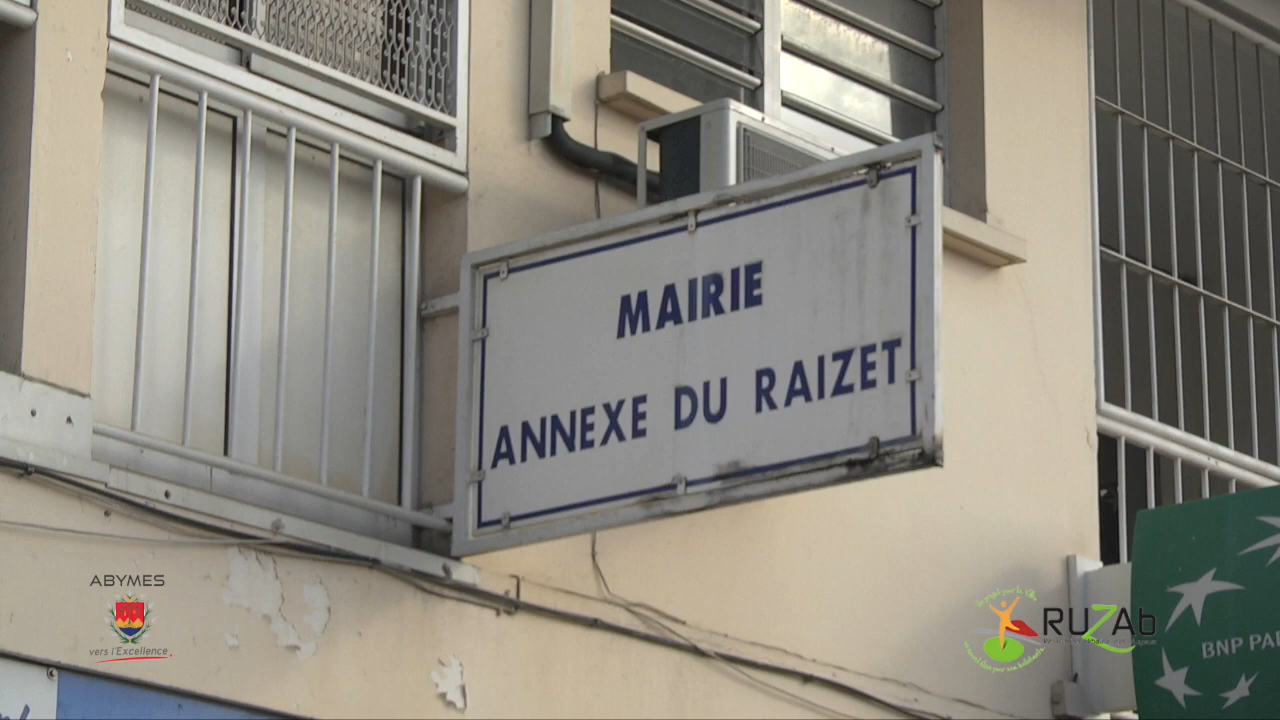 MAIRIE
ANNEXE DU RAIZET
ABYMES
vers l'Excellence
RUZAb
BNP PA